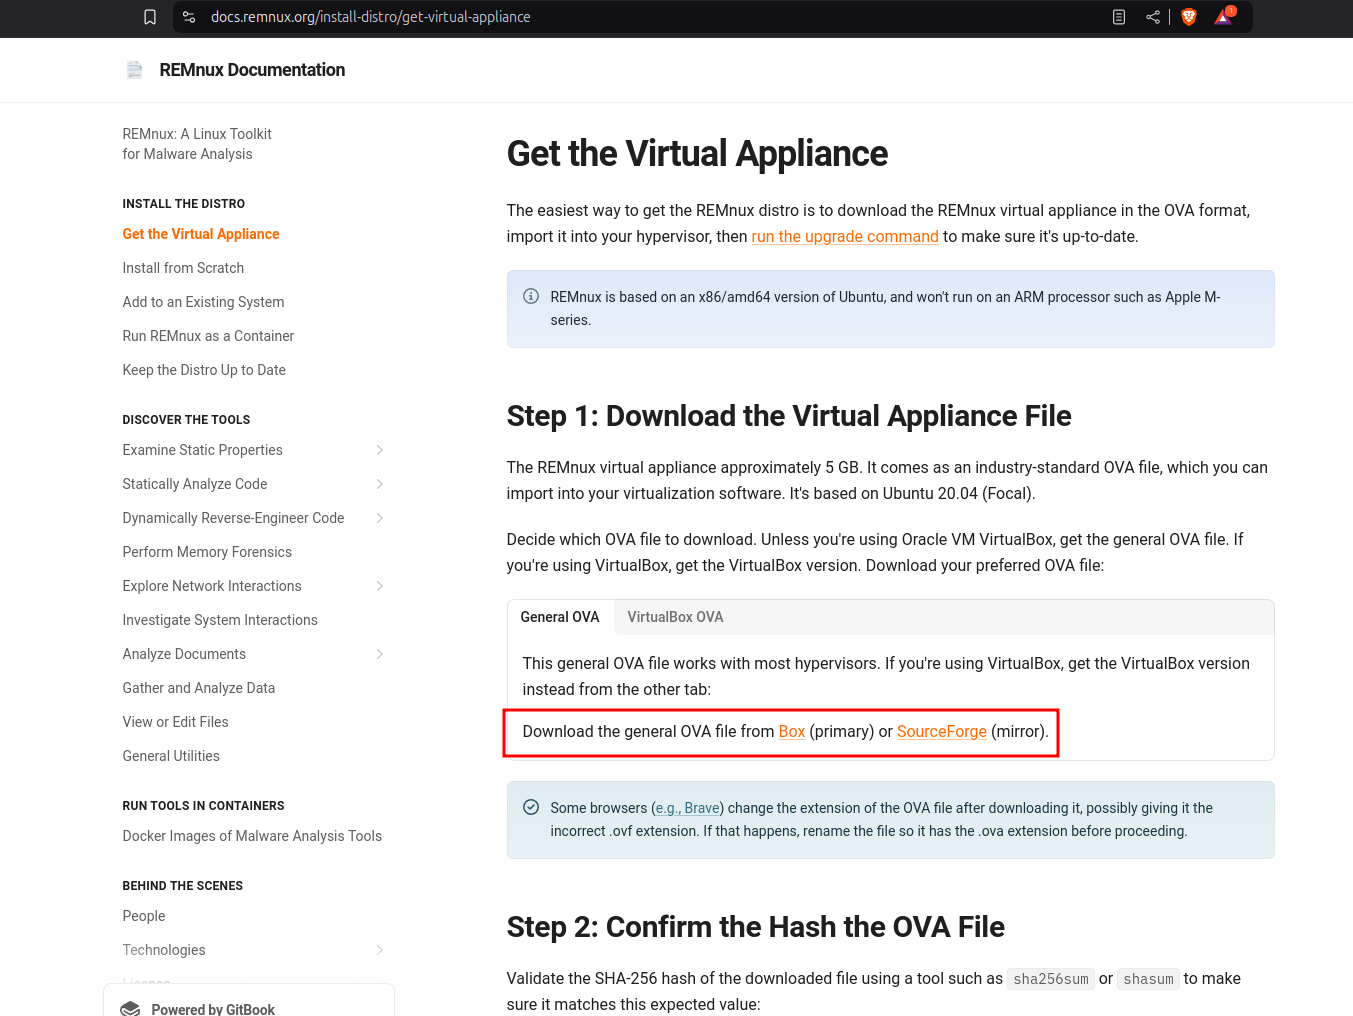 docs.remnux.org/install-distro/get-virtual-appliance
1
REMnux Documentation
REMnux: A Linux Toolkit
for Malware Analysis
INSTALL THE DISTRO
Get the Virtual Appliance
Install from Scratch
Add to an Existing System
Run REMnux as a Container
Keep the Distro Up to Date
DISCOVER THE TOOLS
Examine Static Properties
Statically Analyze Code
Dynamically Reverse-Engineer Code
Perform Memory Forensics
Explore Network Interactions
Investigate System Interactions
Analyze Documents
Gather and Analyze Data
View or Edit Files
General Utilities
RUN TOOLS IN CONTAINERS
Docker Images of Malware Analysis Tools
BEHIND THE SCENES
People
Technologies
Powered by GitBook
Get the Virtual Appliance
The easiest way to get the REMnux distro is to download the REMnux virtual appliance in the OVA format,
import it into your hypervisor, then run the upgrade command to make sure it's up-to-date.
REMnux is based on an x86/amd64 version of Ubuntu, and won't run on an ARM processor such as Apple M-
series.
Step 1: Download the Virtual Appliance File
The REMnux virtual appliance approximately 5 GB. It comes as an industry-standard OVA file, which you can
import into your virtualization software. It's based on Ubuntu 20.04 (Focal).
Decide which OVA file to download. Unless you're using Oracle VM VirtualBox, get the general OVA file. If
you're using VirtualBox, get the VirtualBox version. Download your preferred OVA file:
General OVA VirtualBox OVA
This general OVA file works with most hypervisors. If you're using VirtualBox, get the VirtualBox version
instead from the other tab:
Download the general OVA file from Box (primary) or SourceForge (mirror).
Some browsers (e.g., Brave) change the extension of the OVA file after downloading it, possibly giving it the
incorrect .ovf extension. If that happens, rename the file so it has the .ova extension before proceeding.
Step 2: Confirm the Hash the OVA File
Validate the SHA-256 hash of the downloaded file using a tool such as sha256sum or shasum to make
sure it matches this expected value: